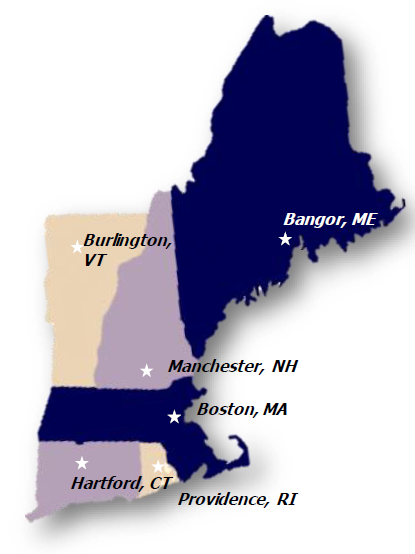 Bangor, ME
Burlington,
VT
Manchester, NH
Boston, MA
Hartford, CT
Providence, RI